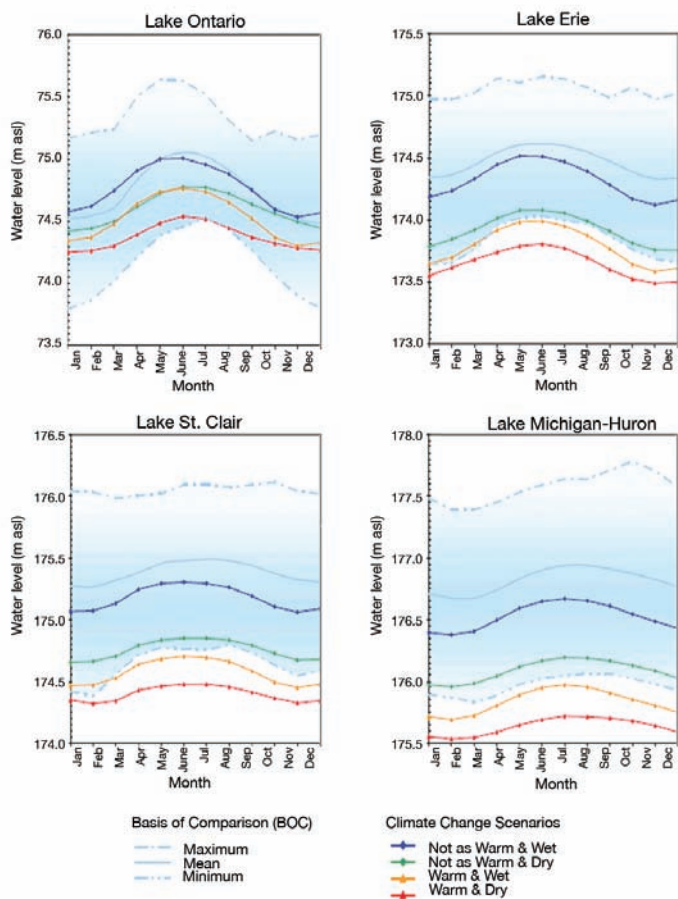 Lake Ontario
76.0
75.5
75.0
74.5
74.0
73.5
Water level (m asl)
Jan
Feb
Mar
Apr
May
June
Jul
Aug
Sep
Oct
Nov
Dec
Month
Lake Erie
175.5
175.0
174.5
174.0
173.5
173.0
Water level (m asl)
Jan
Feb
Mar
Apr
May
June
Jul
Aug
Sep
Oct
Nov
Dec
Month
Lake St. Clair
176.5
176.0
175.5
175.0
174.5
174.0
Water level (m asl)
Jan
Feb
Mar
Apr
May
June
Jul
Aug
Sep
Oct
Nov
Dec
Month
Lake Michigan-Huron
178.0
177.5
177.0
176.5
176.0
175.5
Water level (m asl)
Jan
Feb
Mar
Apr
May
June
Jul
Aug
Sep
Oct
Nov
Dec
Month
Basis of Comparison (BOC)
Maximum
Mean
Minimum
Climate Change Scenarios
Not as Warm & Wet
Not as Warm & Dry
Warm & Wet
Warm & Dry